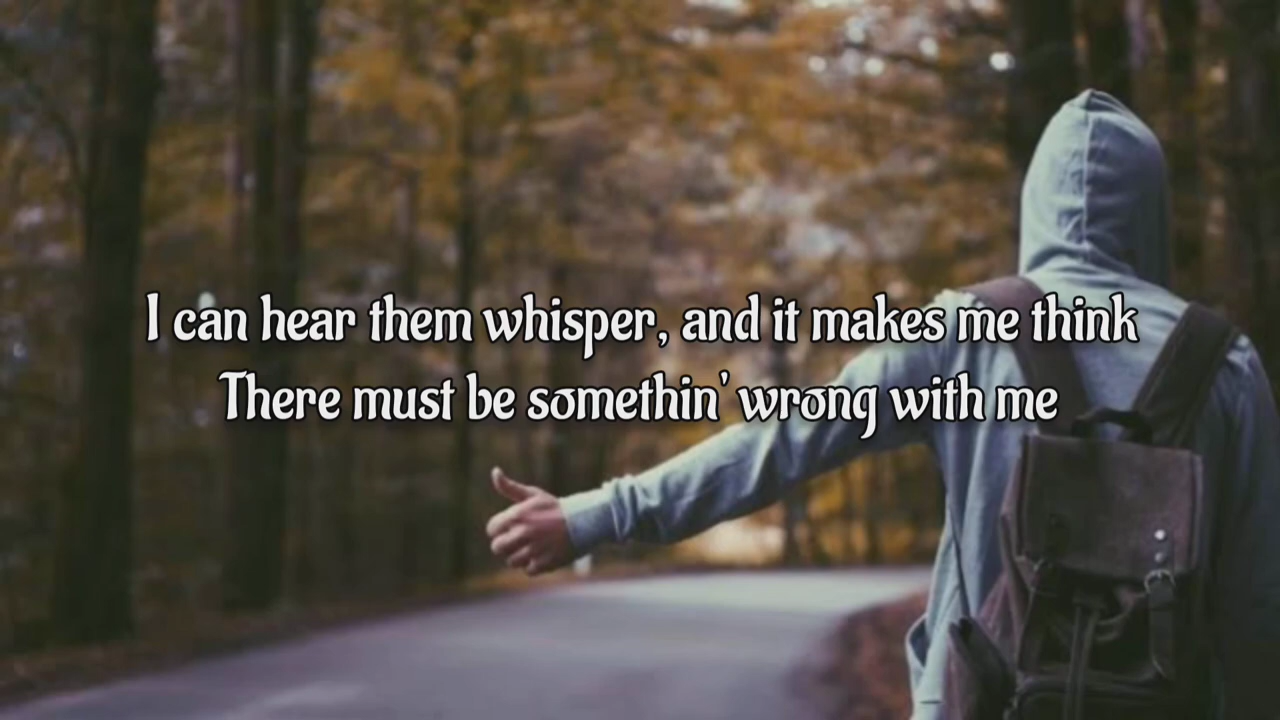 I can hear them whisper, and it makes me think
There must be somethin' wrong with me